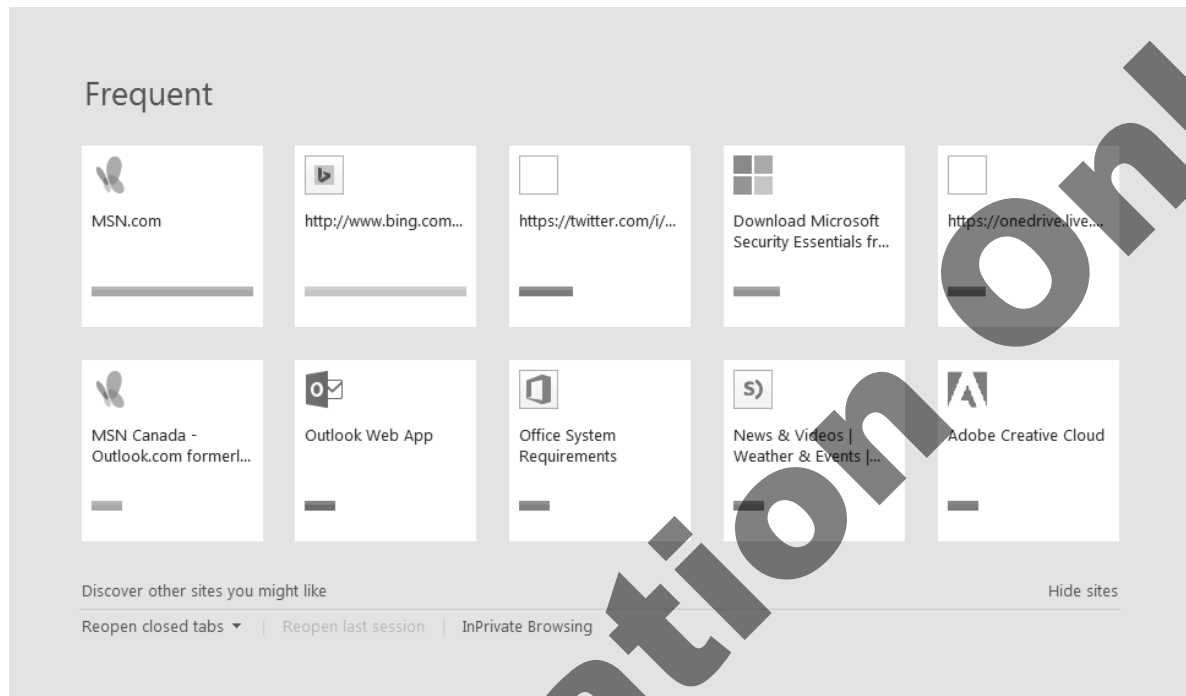 Frequent
MSN.com
http://www.bing.com...
https://twitter.com/i/...
Download Microsoft
Security Essentials fr...
https://onedrive.live....
MSN Canada -
Outlook.com formerl...
Outlook Web App
Office System
Requirements
News & Videos |
Weather & Events |...
Adobe Creative Cloud
Discover other sites you might like
Hide sites
Reopen closed tabs
Reopen last session
InPrivate Browsing